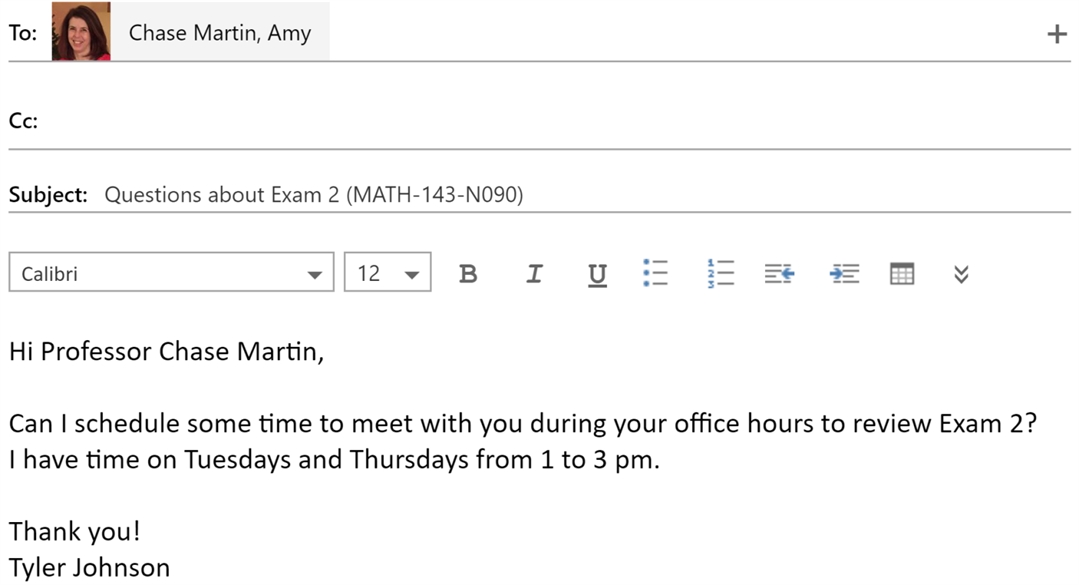 To: Chase Martin, Amy +
Cc:
Subject: Questions about Exam 2 (MATH-143-N090)
Calibri 12 B I U
Hi Professor Chase Martin,
Can I schedule some time to meet with you during your office hours to review Exam 2?
I have time on Tuesdays and Thursdays from 1 to 3 pm.
Thank you!
Tyler Johnson